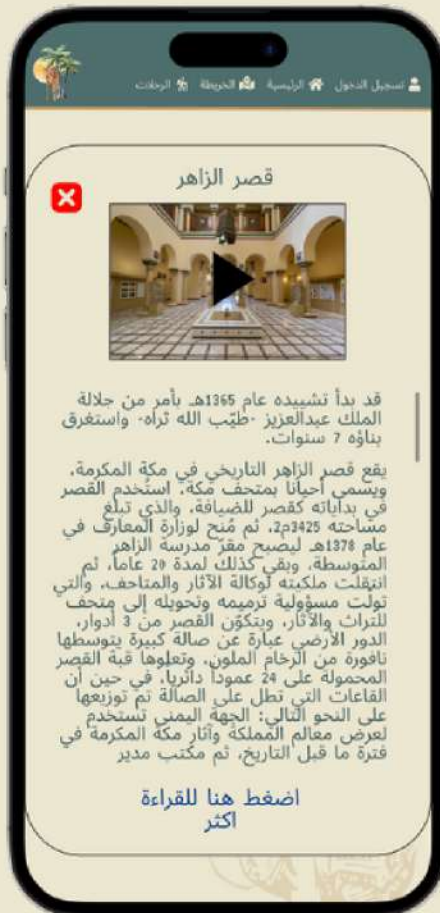 تسجيل الدخول الرئيسية الخريطة الرحلات
قصر الزاهر
قد بدأ تشييده عام 1365هـ بأمر من جلالة
الملك عبدالعزيز -طيّب الله ثراه- واستغرق
بناؤه 7 سنوات.
يقع قصر الزاهر التاريخي في مكة المكرمة،
ويسمى أحيانا بمتحف مكة، استُخدم القصر
في بداياته كقصر للضيافة، والذي تبلغ
مساحته 3425م2، ثم مُنح لوزارة المعارف في
عام 1378هـ ليصبح مقرّ مدرسة الزاهر
المتوسطة، وبقي كذلك لمدة 20 عاماً، ثم
انتقلت ملكيته لوكالة الآثار والمتاحف، والتي
تولّت مسؤولية ترميمه وتحويله إلى متحف
للتراث والآثار، ويتكوّن القصر من 3 أدوار،
الدور الأرضي عبارة عن صالة كبيرة يتوسطها
نافورة من الرخام الملون، وتعلوها قبة القصر
المحمولة على 24 عموداً دائريا، في حين أن
القاعات التي تطل على الصالة تم توزيعها
على النحو التالي: الجهة اليمنى تستخدم
لعرض معالم المملكة وآثار مكة المكرمة في
فترة ما قبل التاريخ، ثم مكتب مدير
اضغط هنا للقراءة
اكثر